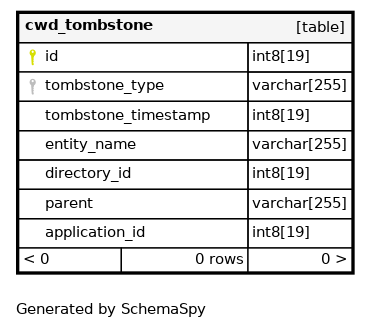 cwd_tombstone [table]
id int8[19]
tombstone_type varchar[255]
tombstone_timestamp int8[19]
entity_name varchar[255]
directory_id int8[19]
parent varchar[255]
application_id int8[19]
< 0 0 rows 0 >
Generated by SchemaSpy